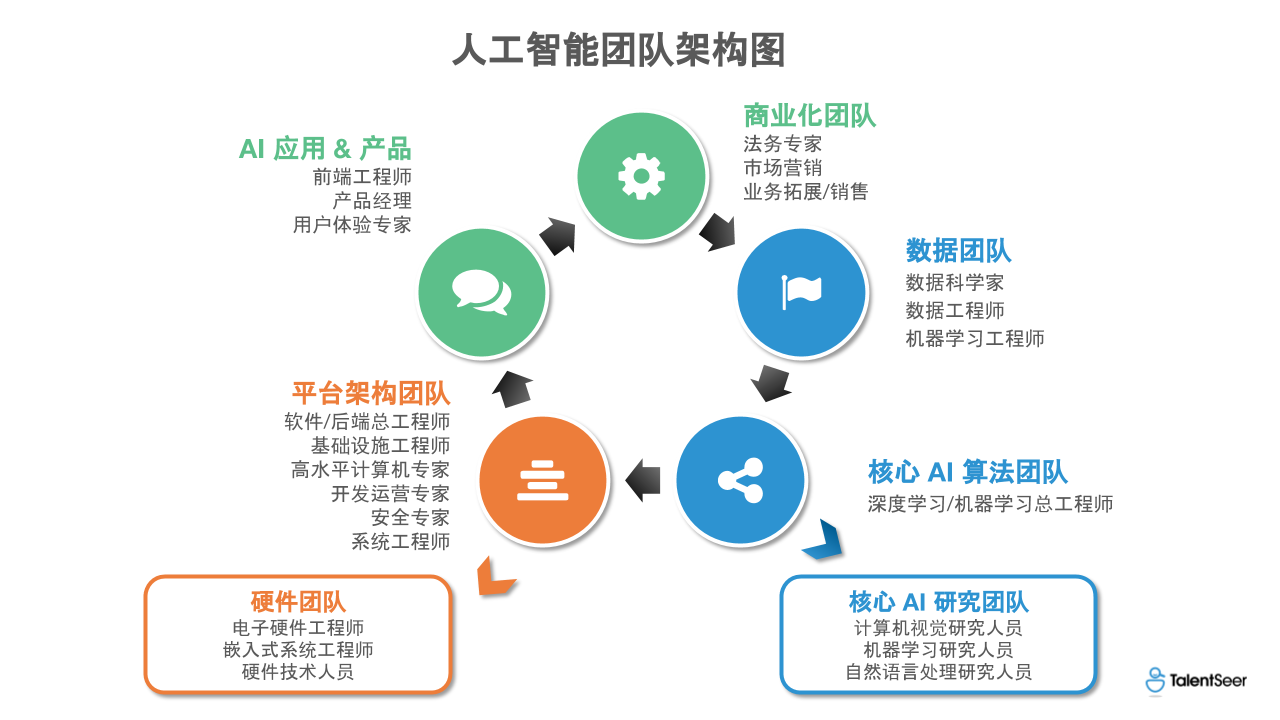 人工智能团队架构图
商业化团队
法务专家
市场营销
业务拓展/销售
AI 应用 & 产品
前端工程师
产品经理
用户体验专家
数据团队
数据科学家
数据工程师
机器学习工程师
平台架构团队
软件/后端总工程师
基础设施工程师
高水平计算机专家
开发运营专家
安全专家
系统工程师
核心 AI 算法团队
深度学习/机器学习总工程师
硬件团队
电子硬件工程师
嵌入式系统工程师
硬件技术人员
核心 AI 研究团队
计算机视觉研究人员
机器学习研究人员
自然语言处理研究人员
TalentSeer